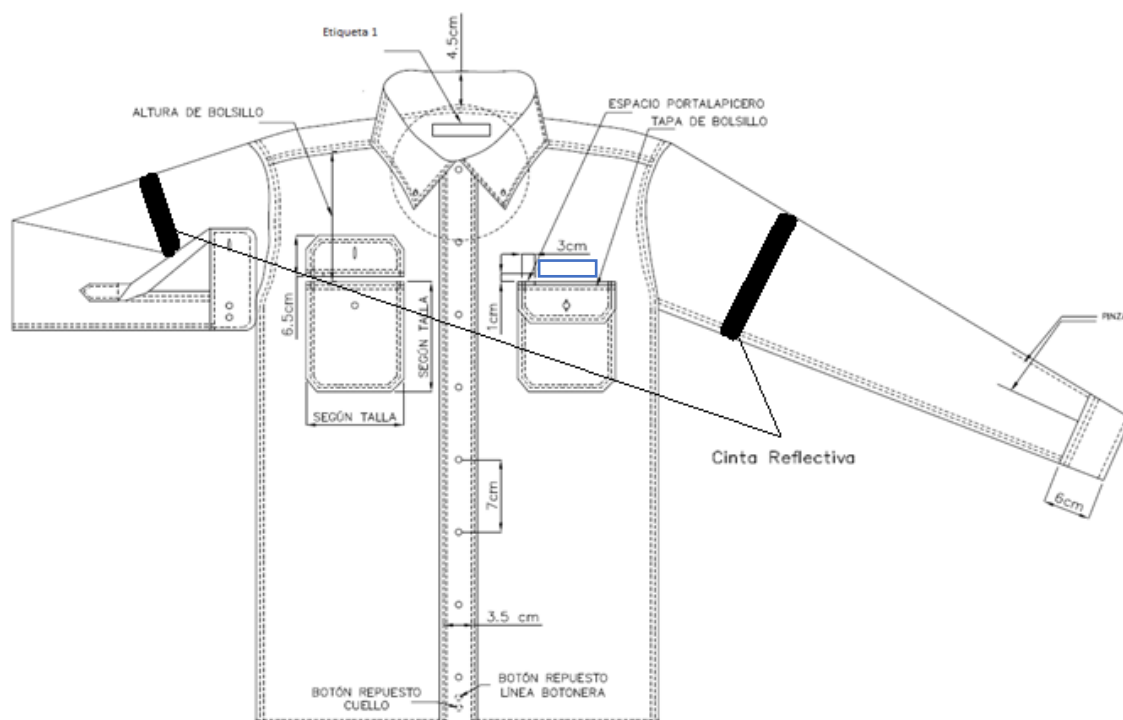 Etiqueta 1
4.5cm
ALTURA DE BOLSILLO
ESPACIO PORTALAPICERO
TAPA DE BOLSILLO
3cm
6.5cm
SEGÚN TALLA
1cm
SEGÚN TALLA
PINZA
Cinta Reflectiva
7cm
6cm
3.5 cm
BOTÓN REPUESTO
LÍNEA BOTONERA
BOTÓN REPUESTO
CUELLO